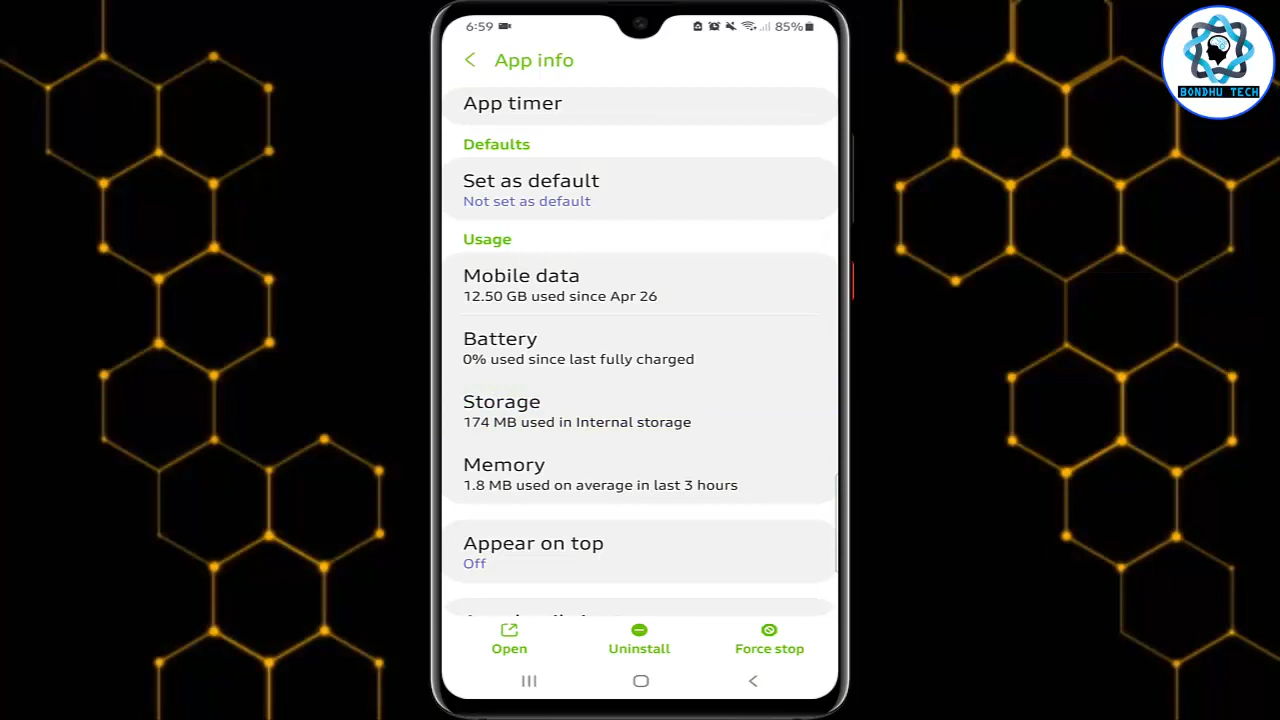 6:59
85%
App info
BONDHU TECH
App timer
Defaults
Set as default
Not set as default
Usage
Mobile data
12.50 GB used since Apr 26
Battery
0% used since last fully charged
Storage
174 MB used in Internal storage
Memory
1.8 MB used on average in last 3 hours
Appear on top
Off
Open
Uninstall
Force stop